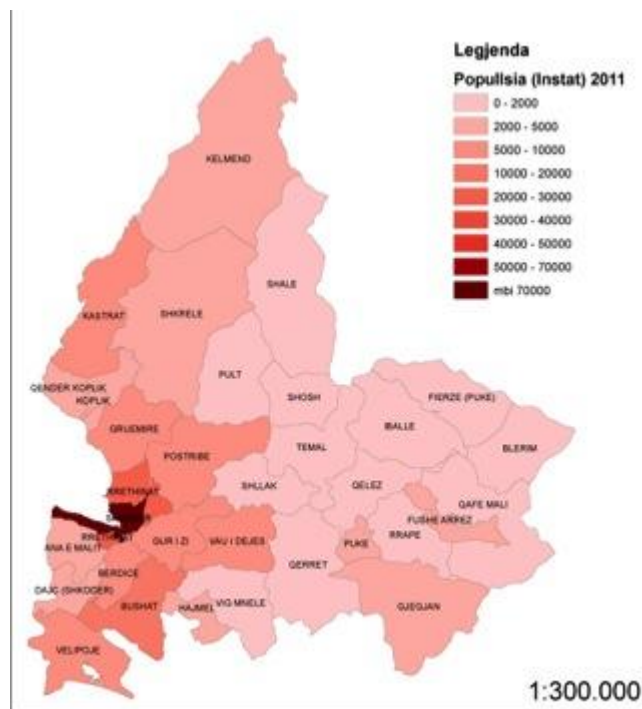 Legjenda
Popullsia (Instat) 2011
0 - 2000
2000 - 5000
5000 - 10000
10000 - 20000
20000 - 30000
30000 - 40000
40000 - 50000
50000 - 70000
mbi 70000
KELMEND
SHALE
KASTRAT
SHKRELE
PULT
QENDER KOPLIK
KOPLIK
SHOSH
FIERZE (PUKE)
IBALLE
GRUEMIRE
BLERIM
TEMAL
POSTRIBE
SHLLAK
QELEZ
RRETHINAT
QAFE MALI
FUSHE ARREZ
ANA E MALIT
GUR I ZI
VAU I DEJES
PUKE
RRAPE
BERDICE
GERRET
DAJC (SHKODER)
BUSHAT
HAJMEL
VIG MNELE
GJEGJAN
VELIPOJE
1:300.000